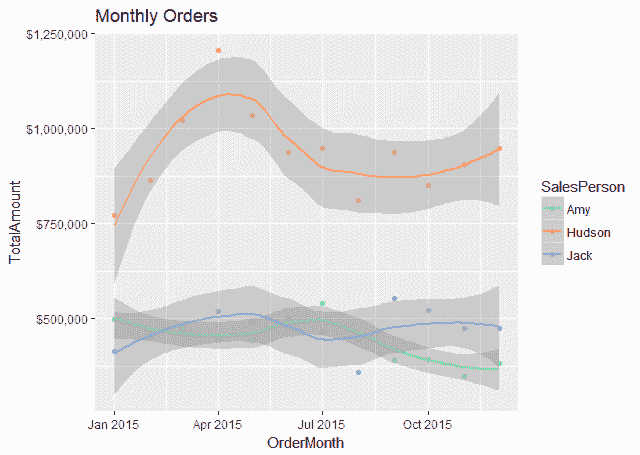 Monthly Orders
$1,250,000
$1,000,000
$750,000
$500,000
TotalAmount
Jan 2015
Apr 2015
Jul 2015
Oct 2015
OrderMonth
SalesPerson
Amy
Hudson
Jack